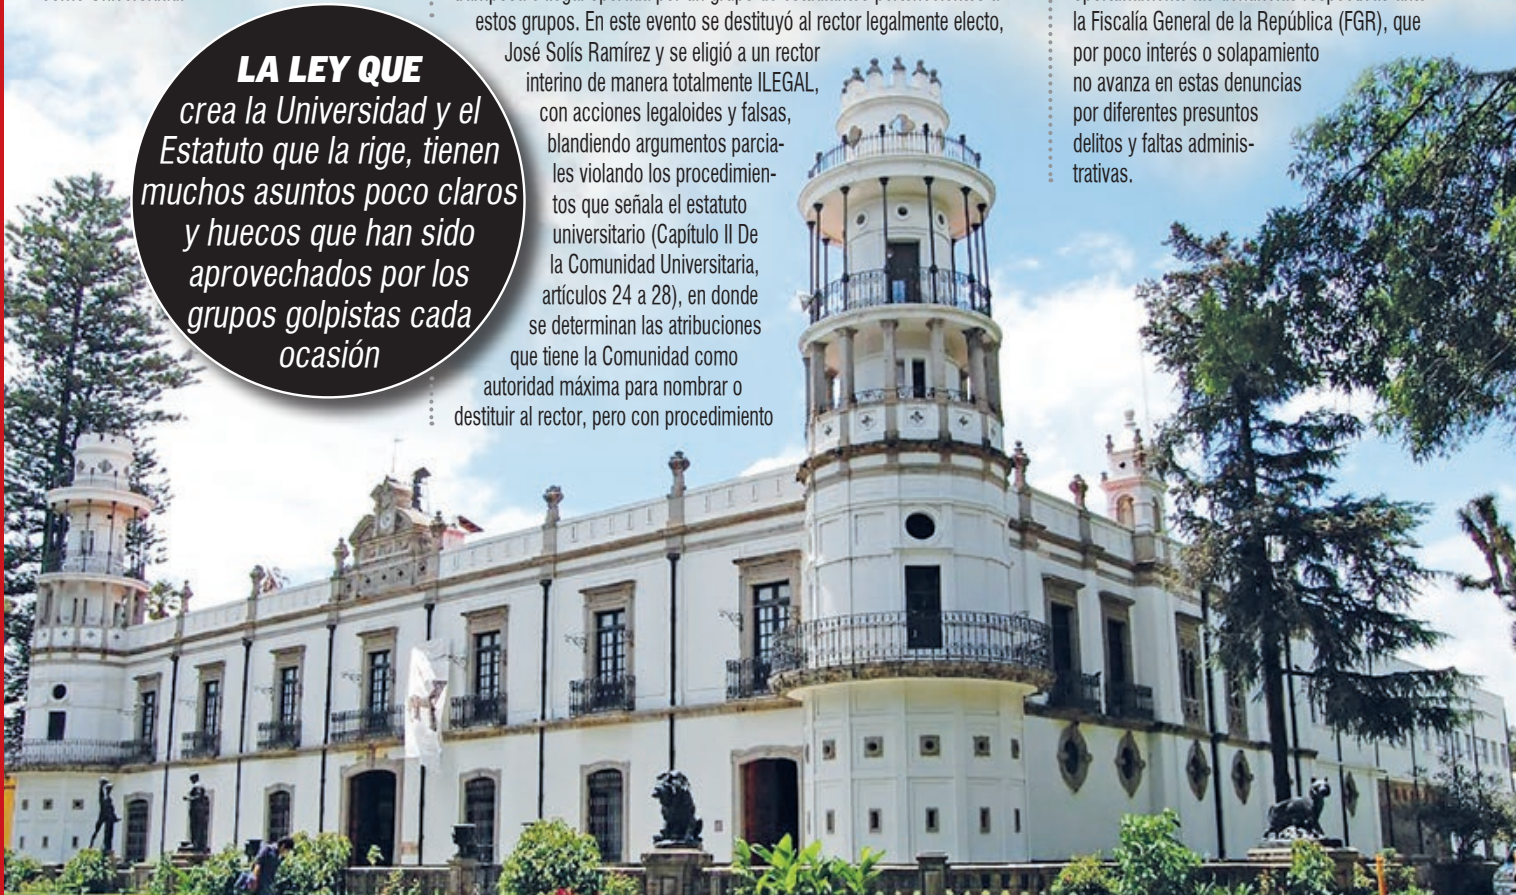 LA LEY QUE
crea la Universidad y el
Estatuto que la rige, tienen
muchos asuntos poco claros
y huecos que han sido
aprovechados por los
grupos golpistas cada
ocasión
estos grupos. En este evento se destituyó al rector legalmente electo,
José Solís Ramírez y se eligió a un rector
interino de manera totalmente ILEGAL,
con acciones legaloides y falsas,
blandiendo argumentos parcia-
les violando los procedimien-
tos que señala el estatuto
universitario (Capítulo II De
la Comunidad Universitaria,
artículos 24 a 28), en donde
se determinan las atribuciones
que tiene la Comunidad como
autoridad máxima para nombrar o
destituir al rector, pero con procedimiento
la Fiscalía General de la República (FGR), que
por poco interés o solapamiento
no avanza en estas denuncias
por diferentes presuntos
delitos y faltas adminis-
trativas.